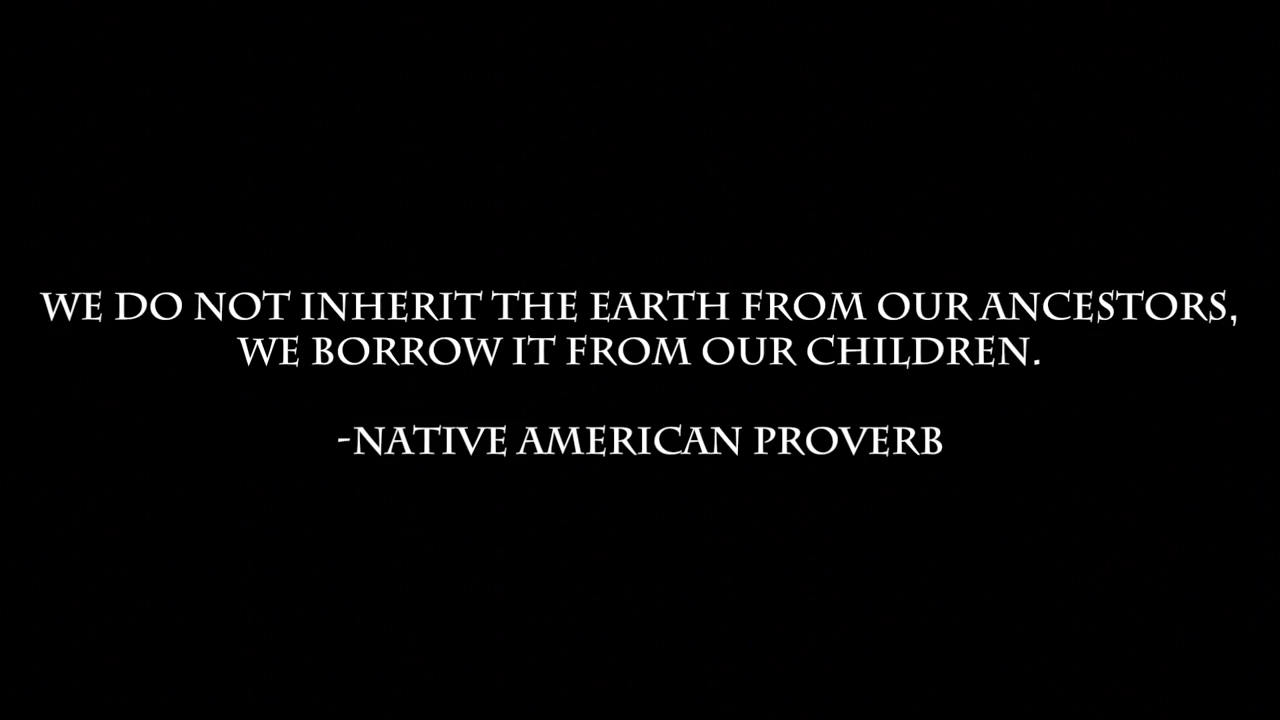 WE DO NOT INHERIT THE EARTH FROM OUR ANCESTORS,
WE BORROW IT FROM OUR CHILDREN.
-NATIVE AMERICAN PROVERB